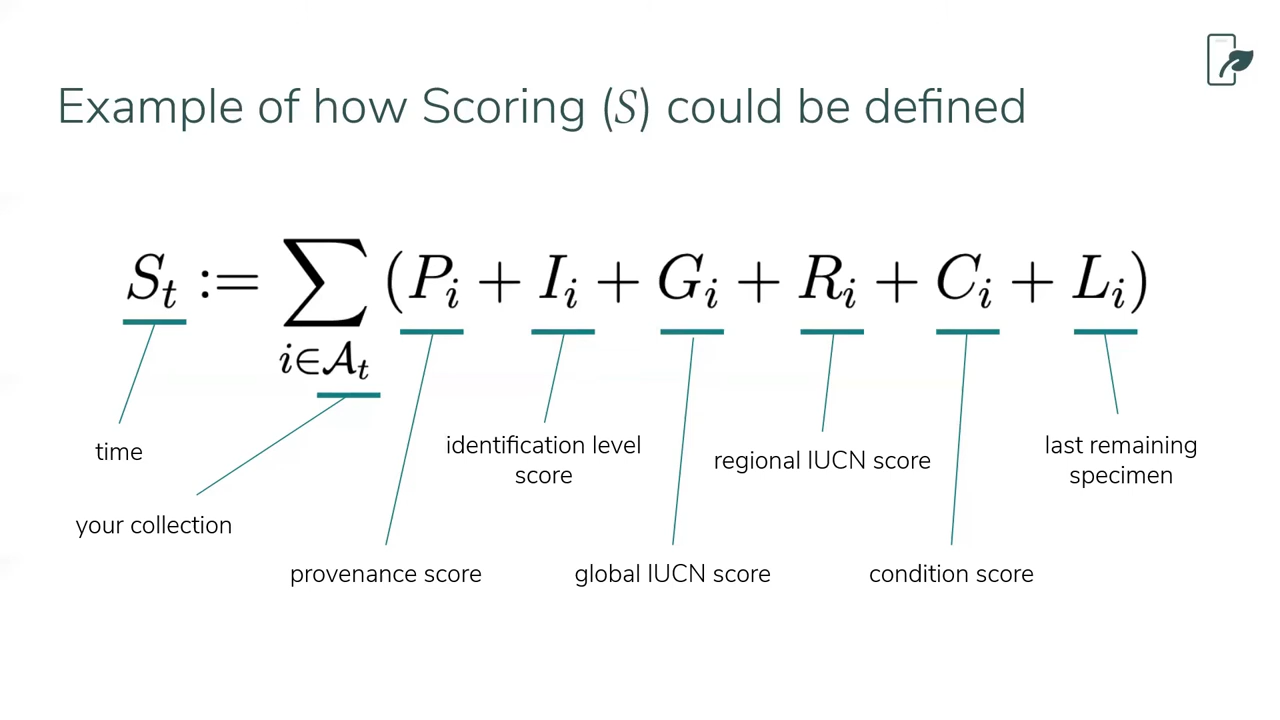 Example of how Scoring (S) could be defined
S_t := ∑_{i∈𝒜_t} (P_i + I_i + G_i + R_i + C_i + L_i)
time
your collection
provenance score
identification level
score
global IUCN score
regional IUCN score
condition score
last remaining
specimen